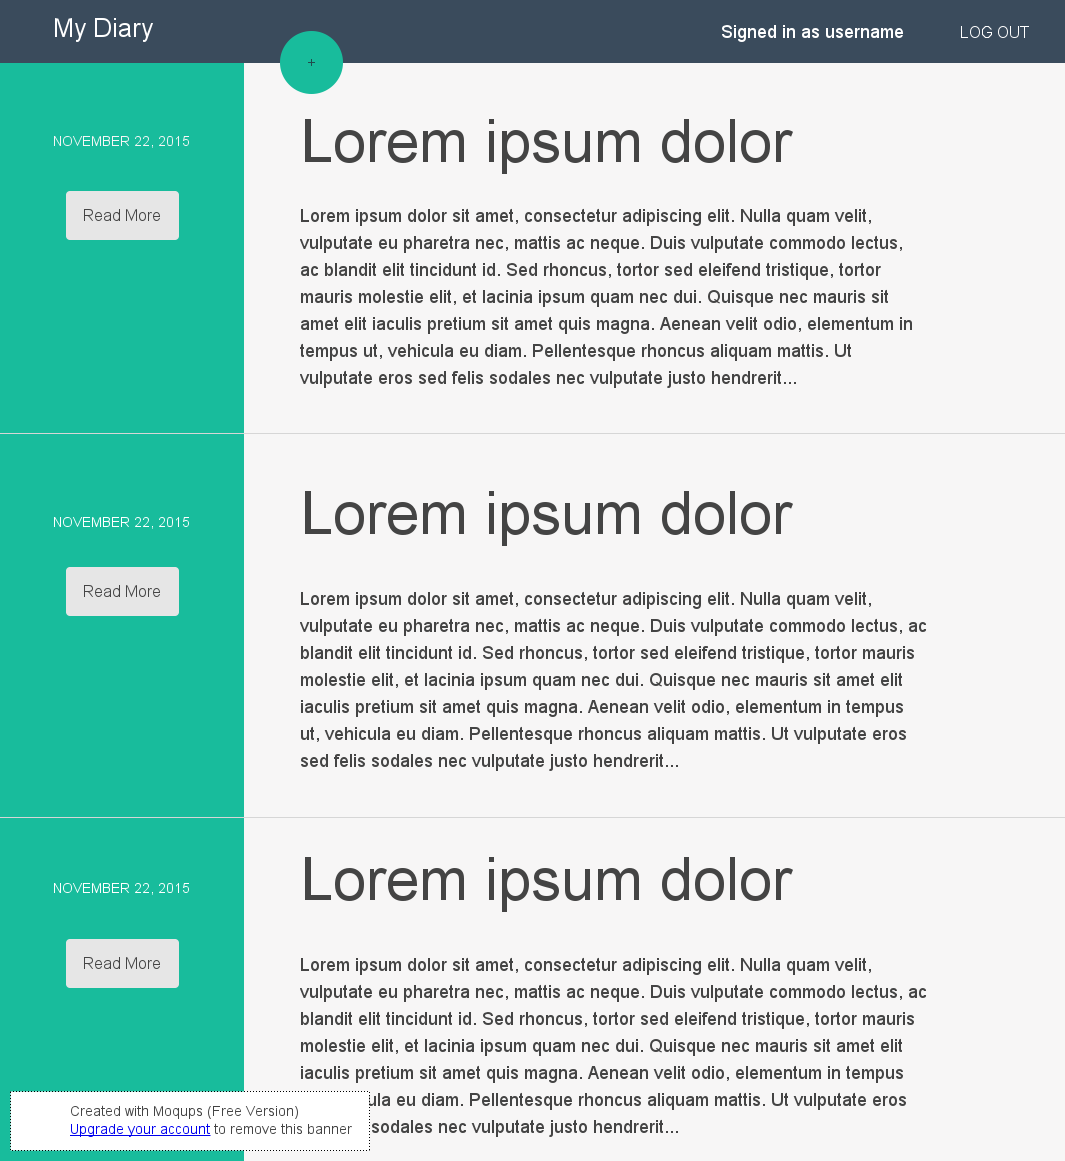 My Diary
Signed in as username
LOG OUT
+
NOVEMBER 22, 2015
Read More
Lorem ipsum dolor
Lorem ipsum dolor sit amet, consectetur adipiscing elit. Nulla quam velit,
vulputate eu pharetra nec, mattis ac neque. Duis vulputate commodo lectus,
ac blandit elit tincidunt id. Sed rhoncus, tortor sed eleifend tristique, tortor
mauris molestie elit, et lacinia ipsum quam nec dui. Quisque nec mauris sit
amet elit iaculis pretium sit amet quis magna. Aenean velit odio, elementum in
tempus ut, vehicula eu diam. Pellentesque rhoncus aliquam mattis. Ut
vulputate eros sed felis sodales nec vulputate justo hendrerit...
NOVEMBER 22, 2015
Read More
Lorem ipsum dolor
Lorem ipsum dolor sit amet, consectetur adipiscing elit. Nulla quam velit,
vulputate eu pharetra nec, mattis ac neque. Duis vulputate commodo lectus, ac
blandit elit tincidunt id. Sed rhoncus, tortor sed eleifend tristique, tortor mauris
molestie elit, et lacinia ipsum quam nec dui. Quisque nec mauris sit amet elit
iaculis pretium sit amet quis magna. Aenean velit odio, elementum in tempus
ut, vehicula eu diam. Pellentesque rhoncus aliquam mattis. Ut vulputate eros
sed felis sodales nec vulputate justo hendrerit...
NOVEMBER 22, 2015
Read More
Lorem ipsum dolor
Lorem ipsum dolor sit amet, consectetur adipiscing elit. Nulla quam velit,
vulputate eu pharetra nec, mattis ac neque. Duis vulputate commodo lectus, ac
blandit elit tincidunt id. Sed rhoncus, tortor sed eleifend tristique, tortor mauris
molestie elit, et lacinia ipsum quam nec dui. Quisque nec mauris sit amet elit
iaculis pretium sit amet quis magna. Aenean velit odio, elementum in tempus
eu diam. Pellentesque rhoncus aliquam mattis. Ut vulputate eros
sodales nec vulputate justo hendrerit...
Created with Moqups (Free Version)
Upgrade your account to remove this banner